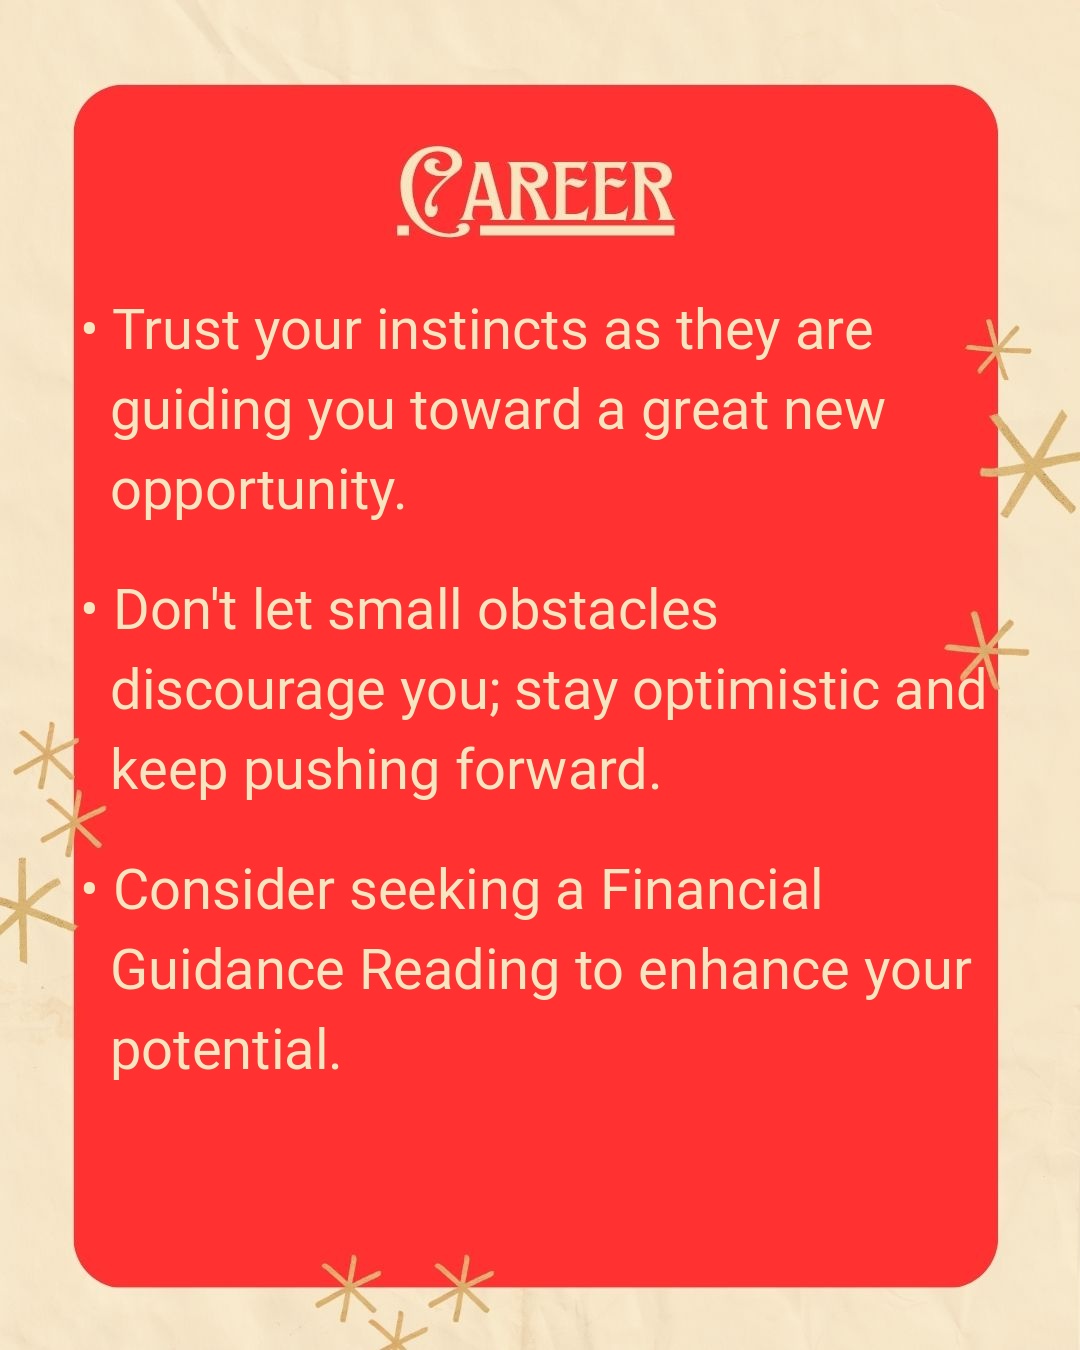 Career
• Trust your instincts as they are
guiding you toward a great new
opportunity.
• Don't let small obstacles
discourage you; stay optimistic and
keep pushing forward.
• Consider seeking a Financial
Guidance Reading to enhance your
potential.